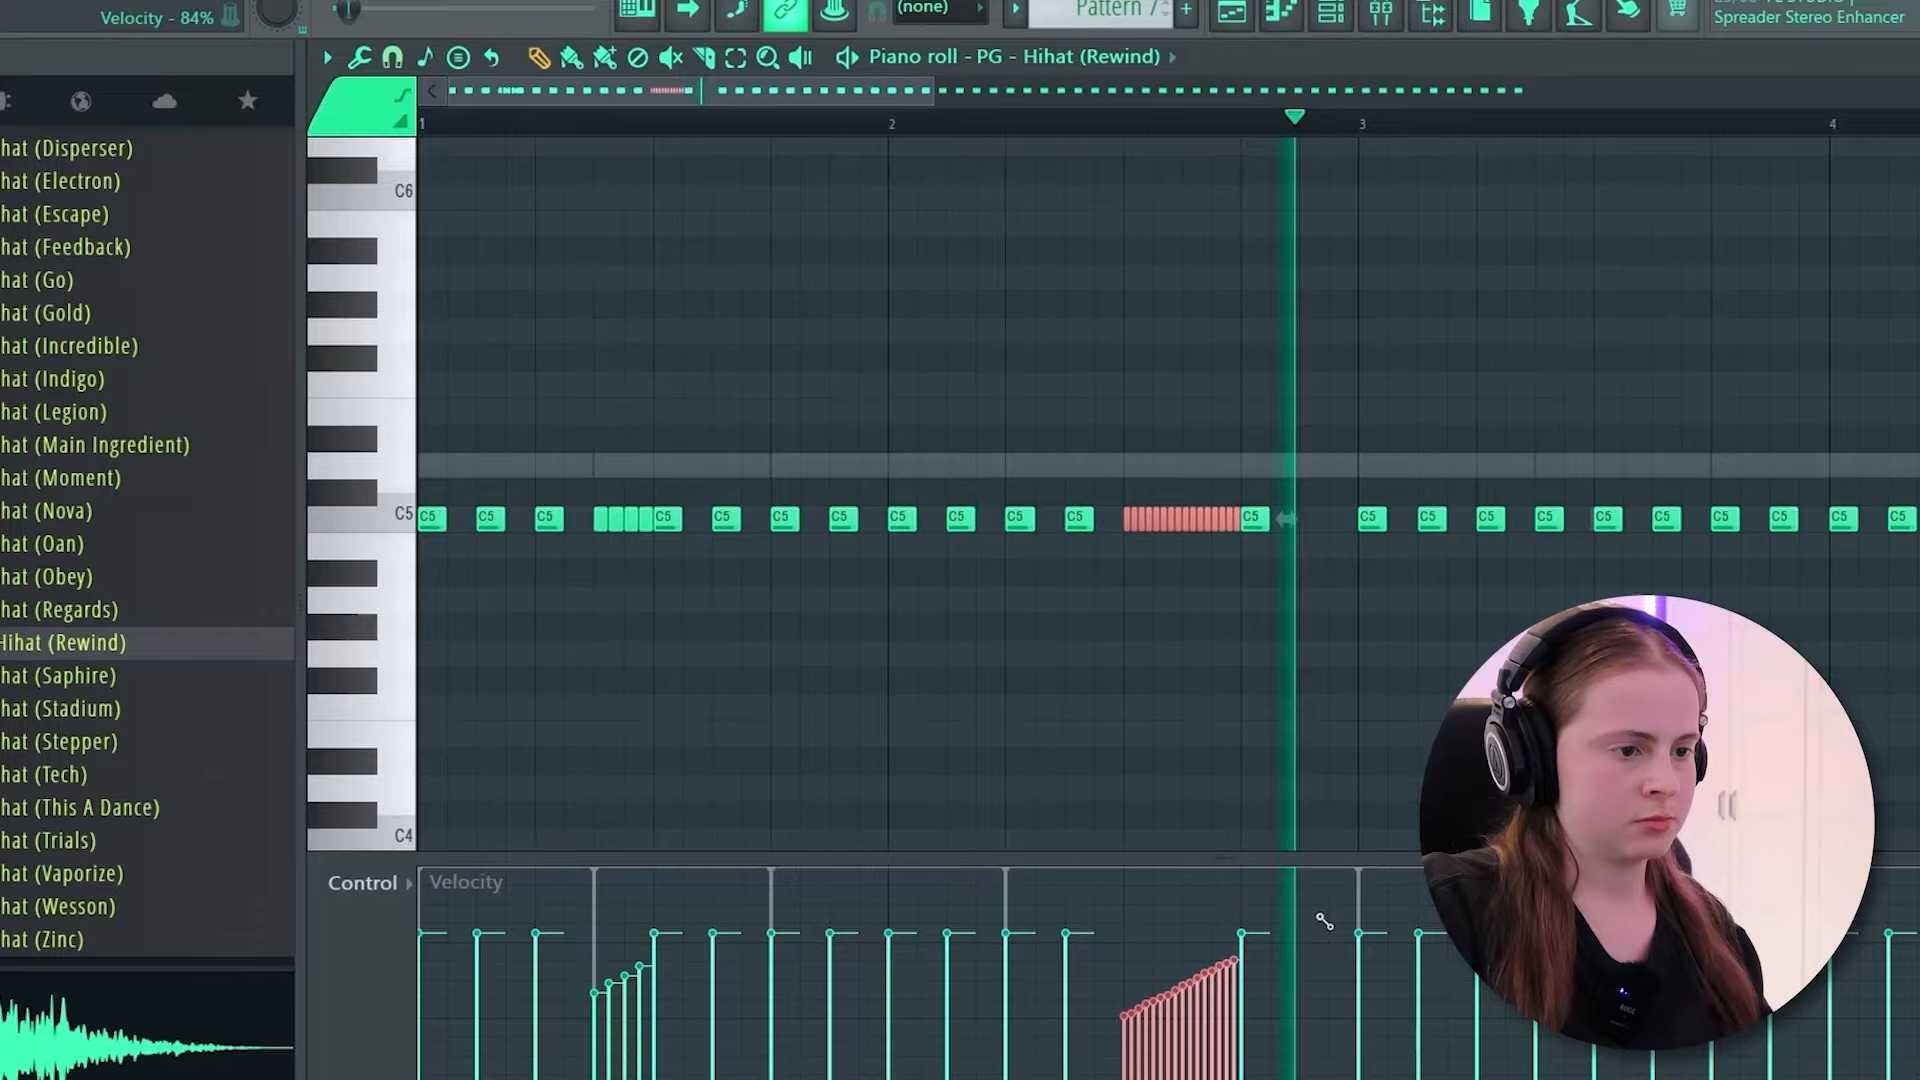 Velocity - 84%
(none)
Pattern 7
Spreader Stereo Enhancer
Piano roll - PG - Hihat (Rewind)
1
2
3
4
hat (Disperser)
hat (Electron)
hat (Escape)
hat (Feedback)
hat (Go)
hat (Gold)
hat (Incredible)
hat (Indigo)
hat (Legion)
hat (Main Ingredient)
hat (Moment)
hat (Nova)
hat (Oan)
hat (Obey)
hat (Regards)
Hihat (Rewind)
hat (Saphire)
hat (Stadium)
hat (Stepper)
hat (Tech)
hat (This A Dance)
hat (Trials)
hat (Vaporize)
hat (Wesson)
hat (Zinc)
C6
C5
C5 C5 C5 C5 C5 C5 C5 C5 C5 C5 C5 C5 C5 C5 C5 C5 C5 C5 C5 C5 C5 C5
C4
Control
Velocity